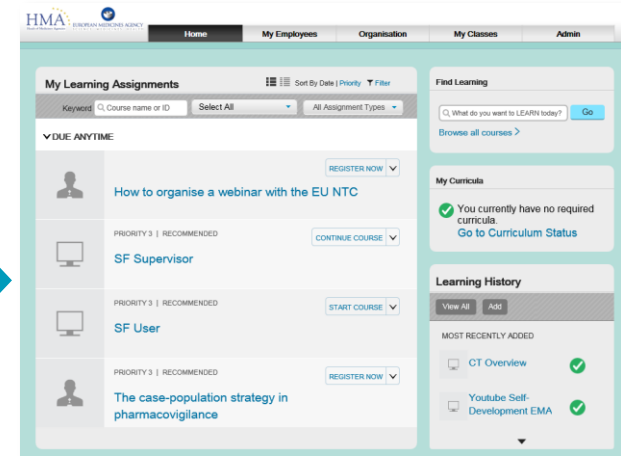 HMA
EUROPEAN MEDICINES AGENCY
Home My Employees Organisation My Classes Admin
My Learning Assignments Sort By Date | Priority Filter
Keyword Course name or ID Select All All Assignment Types
DUE ANYTIME
REGISTER NOW
How to organise a webinar with the EU NTC
PRIORITY 3 | RECOMMENDED
CONTINUE COURSE
SF Supervisor
PRIORITY 3 | RECOMMENDED
START COURSE
SF User
PRIORITY 3 | RECOMMENDED
REGISTER NOW
The case-population strategy in
pharmacovigilance
Find Learning
What do you want to LEARN today? Go
Browse all courses >
My Curricula
You currently have no required
curricula.
Go to Curriculum Status
Learning History
View All Add
MOST RECENTLY ADDED
CT Overview
Youtube Self-
Development EMA